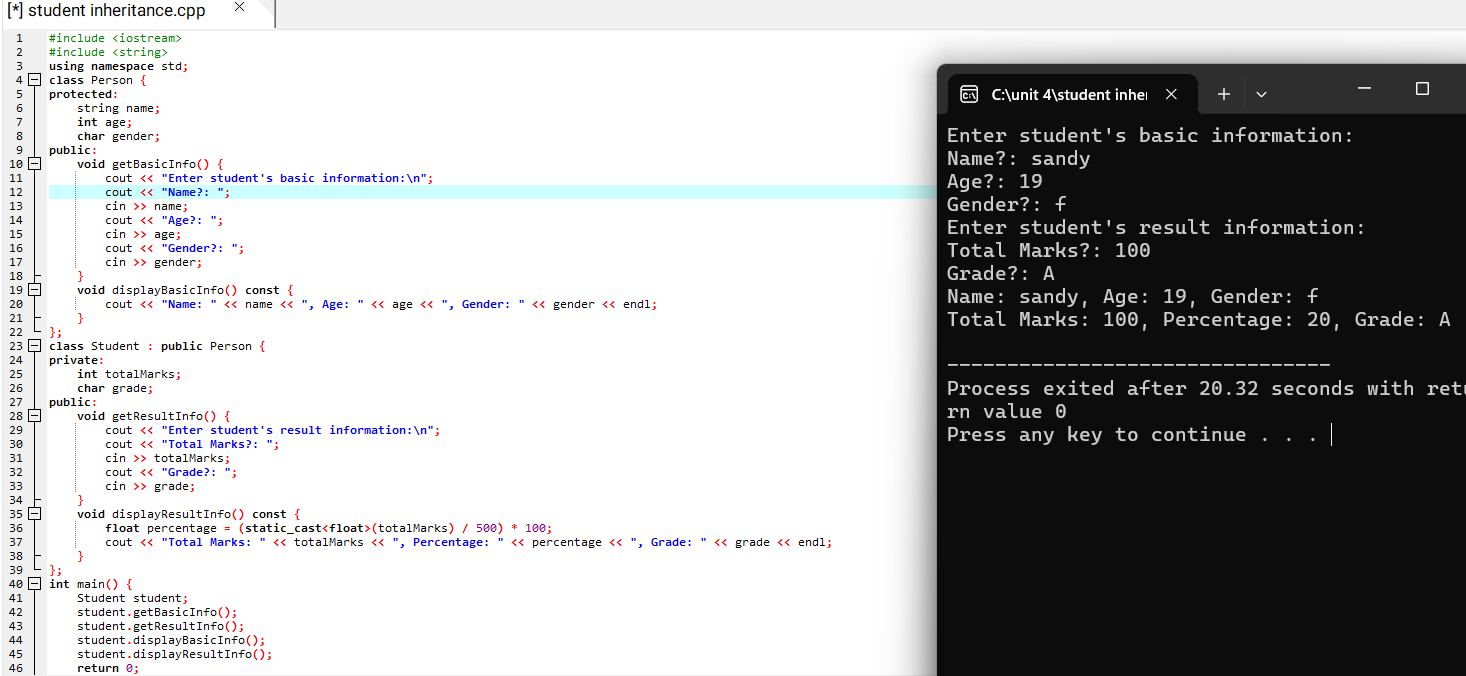 [*] student inheritance.cpp ×
1 #include <iostream>
2 #include <string>
3 using namespace std;
4 class Person {
5 protected:
6 string name;
7 int age;
8 char gender;
9 public:
10 void getBasicInfo() {
11 cout << "Enter student's basic information:\n";
12 cout << "Name?: ";
13 cin >> name;
14 cout << "Age?: ";
15 cin >> age;
16 cout << "Gender?: ";
17 cin >> gender;
18 }
19 void displayBasicInfo() const {
20 cout << "Name: " << name << ", Age: " << age << ", Gender: " << gender << endl;
21 }
22 };
23 class Student : public Person {
24 private:
25 int totalMarks;
26 char grade;
27 public:
28 void getResultInfo() {
29 cout << "Enter student's result information:\n";
30 cout << "Total Marks?: ";
31 cin >> totalMarks;
32 cout << "Grade?: ";
33 cin >> grade;
34 }
35 void displayResultInfo() const {
36 float percentage = (static_cast<float>(totalMarks) / 500) * 100;
37 cout << "Total Marks: " << totalMarks << ", Percentage: " << percentage << ", Grade: " << grade << endl;
38 }
39 };
40 int main() {
41 Student student;
42 student.getBasicInfo();
43 student.getResultInfo();
44 student.displayBasicInfo();
45 student.displayResultInfo();
46 return 0;
C:\unit 4\student inher
Enter student's basic information:
Name?: sandy
Age?: 19
Gender?: f
Enter student's result information:
Total Marks?: 100
Grade?: A
Name: sandy, Age: 19, Gender: f
Total Marks: 100, Percentage: 20, Grade: A
--------------------------------
Process exited after 20.32 seconds with retu
rn value 0
Press any key to continue . . .